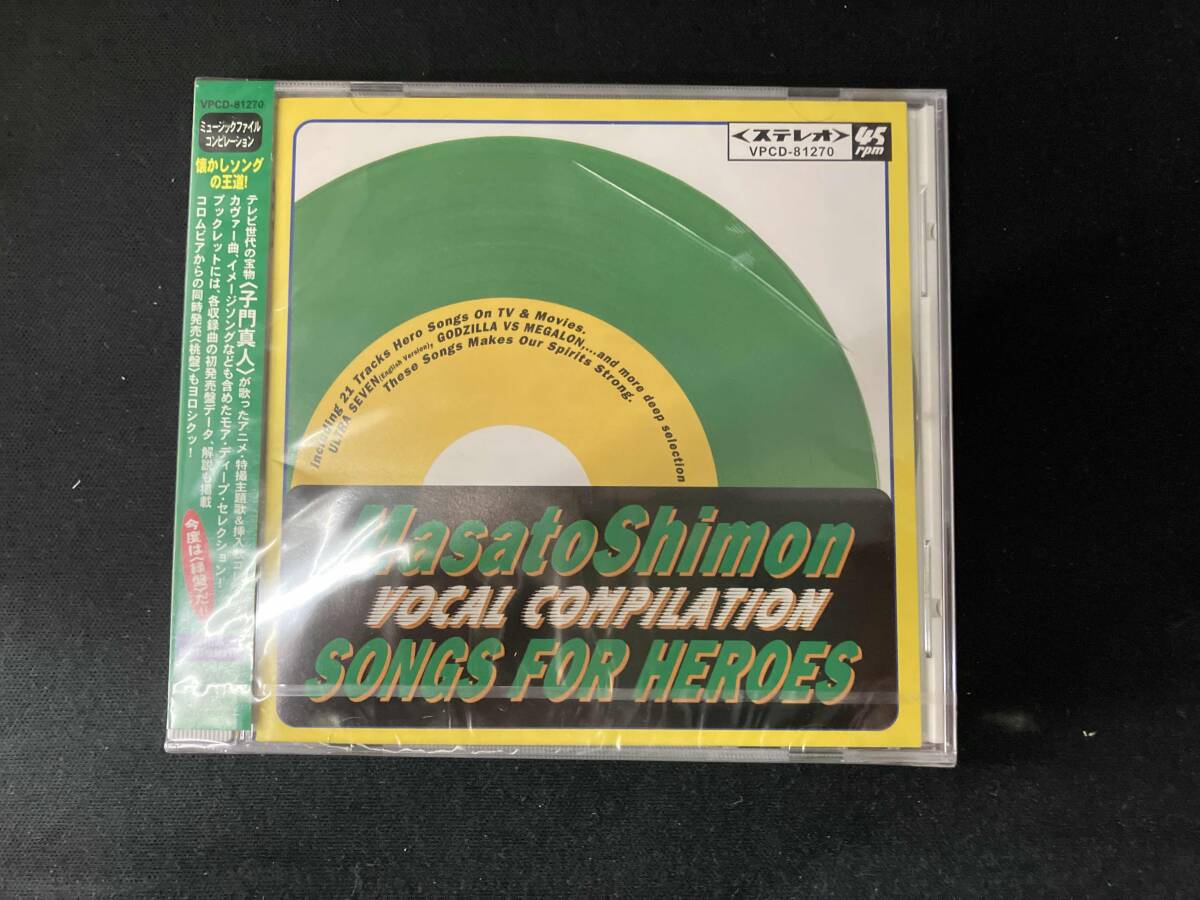 VPCD-81270
ミュージックファイル
コンピレーション
懐かしソング
の王道!
テレビ世代の宝物〈子門真人〉が歌ったアニメ・特撮主題歌&挿入歌
カヴァー曲、イメージソングなども含めたモア・ディープ・セレクション!
ブックレットには、各収録曲の初発売盤データ、解説も掲載
コロムビアからの同時発売〈桃盤〉もヨロシクッ!
今度は〈緑盤〉だ!
<ステレオ>
VPCD-81270
45
rpm
Including 21 Tracks Hero Songs On TV & Movies.
ULTRA SEVEN(English Version), GODZILLA VS MEGALON,....and more deep selection
These Songs Makes Our Spirits Strong.
Masato Shimon
VOCAL COMPILATION
SONGS FOR HEROES